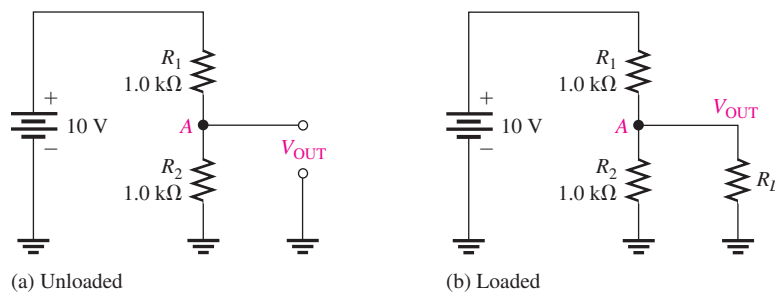 R1
1.0 kΩ
+
10 V
−
A
VOUT
R2
1.0 kΩ
(a) Unloaded
R1
1.0 kΩ
+
10 V
−
VOUT
A
R2
1.0 kΩ
RL
(b) Loaded